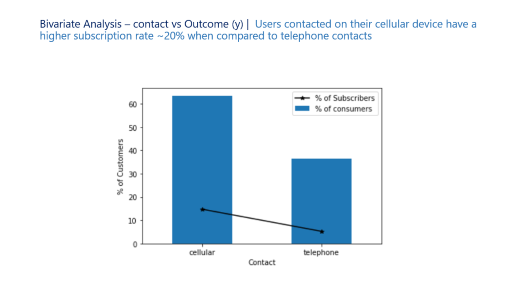 Bivariate Analysis – contact vs Outcome (y) | Users contacted on their cellular device have a
higher subscription rate ~20% when compared to telephone contacts
% of Subscribers
% of consumers
60
50
40
30
20
10
0
% of Customers
cellular
telephone
Contact